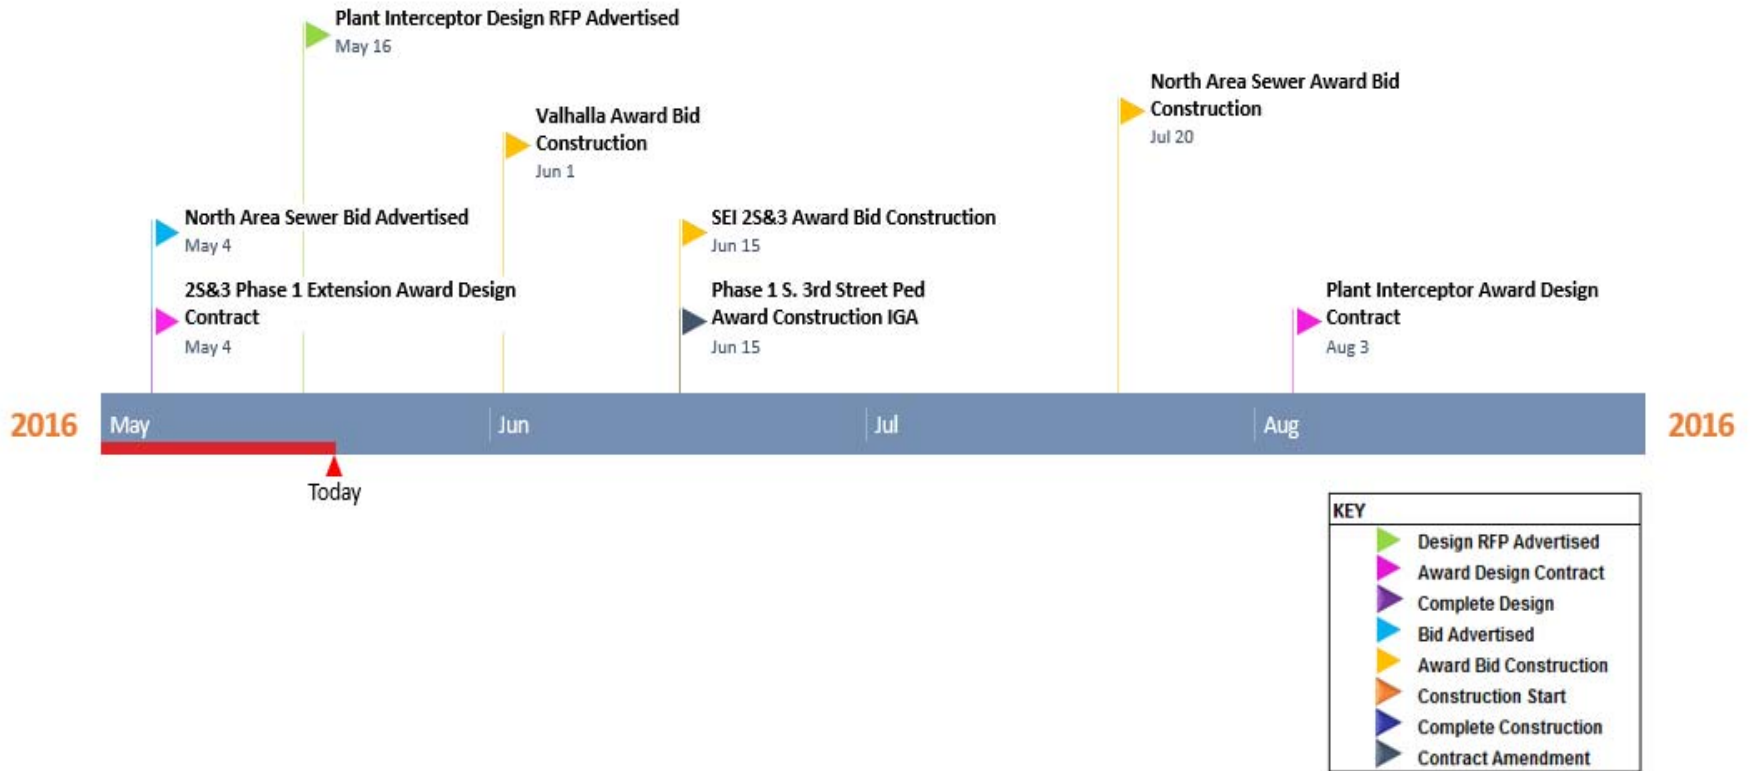 Plant Interceptor Design RFP Advertised
May 16
North Area Sewer Award Bid
Construction
Jul 20
Valhalla Award Bid
Construction
Jun 1
North Area Sewer Bid Advertised
May 4
SEI 2S&3 Award Bid Construction
Jun 15
2S&3 Phase 1 Extension Award Design
Contract
May 4
Phase 1 S. 3rd Street Ped
Award Construction IGA
Jun 15
Plant Interceptor Award Design
Contract
Aug 3
2016
May
Jun
Jul
Aug
2016
Today
KEY
Design RFP Advertised
Award Design Contract
Complete Design
Bid Advertised
Award Bid Construction
Construction Start
Complete Construction
Contract Amendment